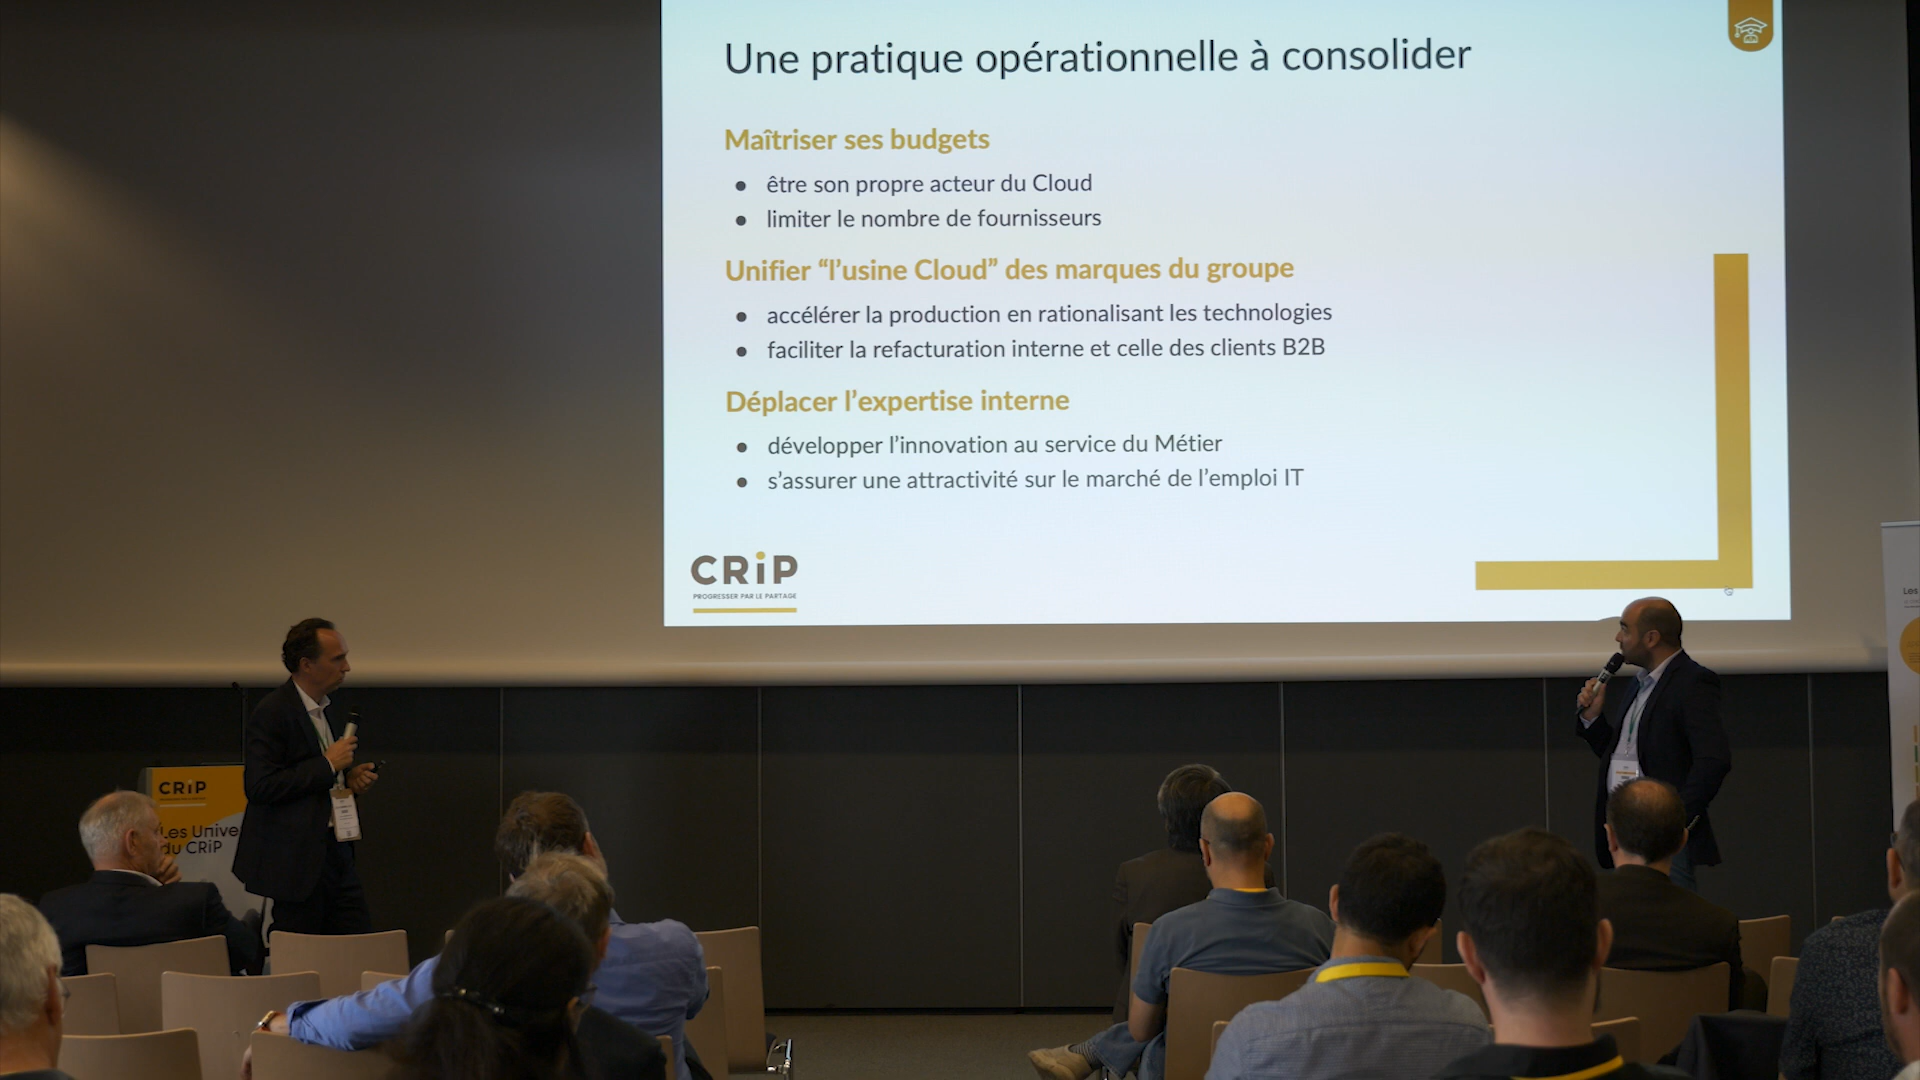 Une pratique opérationnelle à consolider
Maîtriser ses budgets
● être son propre acteur du Cloud
● limiter le nombre de fournisseurs
Unifier “l’usine Cloud” des marques du groupe
● accélérer la production en rationalisant les technologies
● faciliter la refacturation interne et celle des clients B2B
Déplacer l’expertise interne
● développer l’innovation au service du Métier
● s’assurer une attractivité sur le marché de l’emploi IT
CRiP
PROGRESSER PAR LE PARTAGE
CRiP
Les Unive
du CRiP
Les